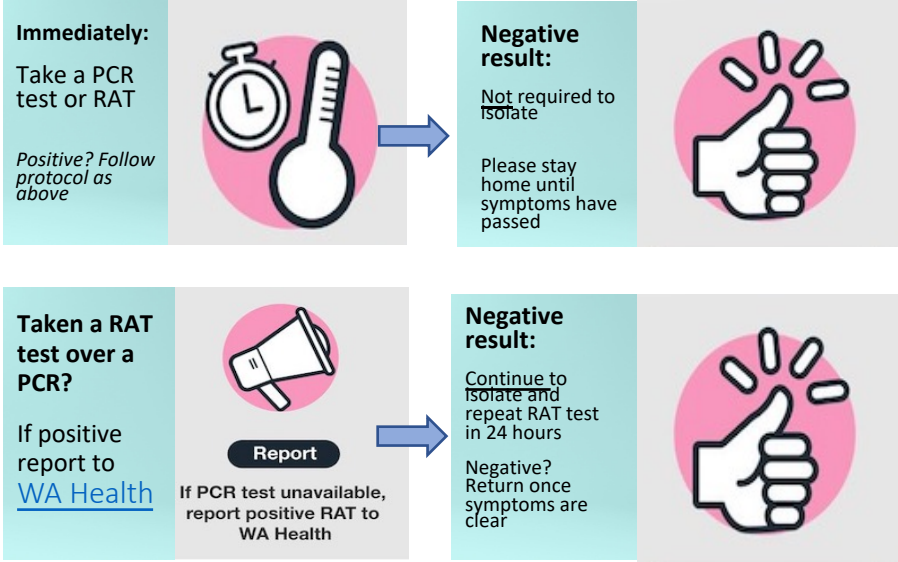 Immediately:
Take a PCR
test or RAT
Positive? Follow
protocol as
above
Negative
result:
Not required to
isolate
Please stay
home until
symptoms have
passed
Taken a RAT
test over a
PCR?
If positive
report to
WA Health
Report
If PCR test unavailable,
report positive RAT to
WA Health
Negative
result:
Continue to
isolate and
repeat RAT test
in 24 hours
Negative?
Return once
symptoms are
clear